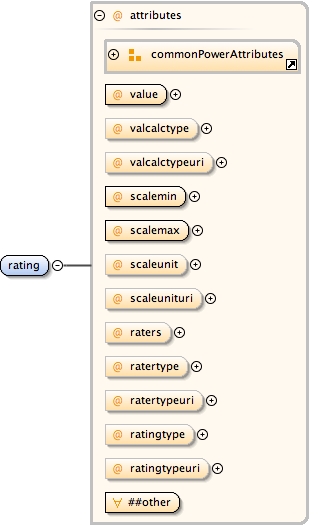 attributes
commonPowerAttributes
@ value
@ valcalctype
@ valcalctypeuri
@ scalemin
@ scalemax
@ scaleunit
rating
@ scaleunituri
@ raters
@ ratertype
@ ratertypeuri
@ ratingtype
@ ratingtypeuri
##other